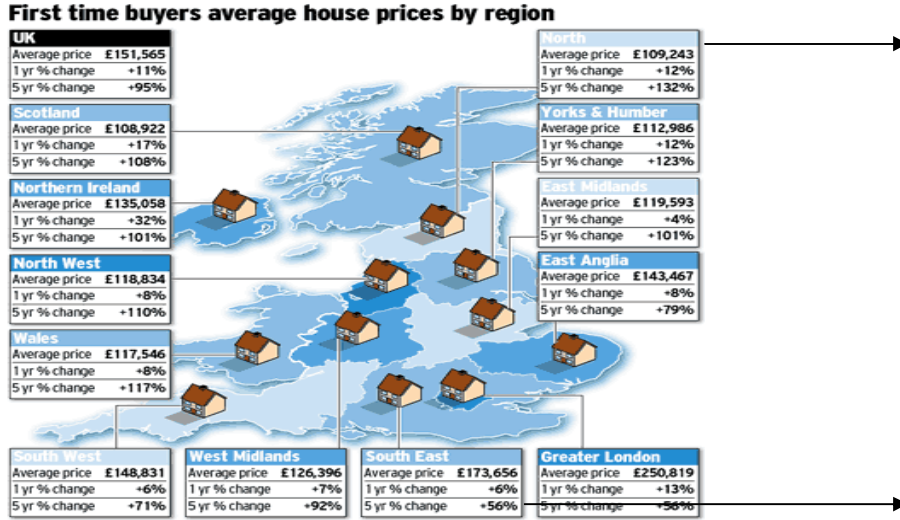 First time buyers average house prices by region
UK
Average price £151,565
1 yr % change +11%
5 yr % change +95%
Scotland
Average price £108,922
1 yr % change +17%
5 yr % change +108%
Northern Ireland
Average price £135,058
1 yr % change +32%
5 yr % change +101%
North West
Average price £118,834
1 yr % change +8%
5 yr % change +110%
Wales
Average price £117,546
1 yr % change +8%
5 yr % change +117%
South West
Average price £148,831
1 yr % change +6%
5 yr % change +71%
West Midlands
Average price £126,396
1 yr % change +7%
5 yr % change +92%
South East
Average price £173,656
1 yr % change +6%
5 yr % change +56%
Greater London
Average price £250,819
1 yr % change +13%
5 yr % change +56%
North
Average price £109,243
1 yr % change +12%
5 yr % change +132%
Yorks & Humber
Average price £112,986
1 yr % change +12%
5 yr % change +123%
East Midlands
Average price £119,593
1 yr % change +4%
5 yr % change +101%
East Anglia
Average price £143,467
1 yr % change +8%
5 yr % change +79%